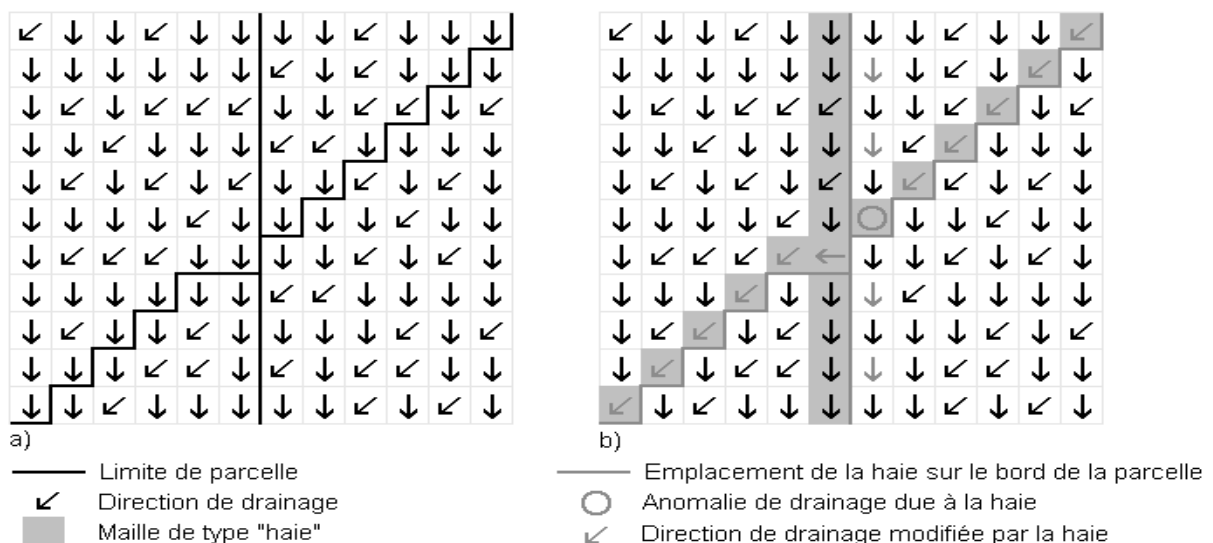 a)
b)
Limite de parcelle
Direction de drainage
Maille de type "haie"
Emplacement de la haie sur le bord de la parcelle
Anomalie de drainage due à la haie
Direction de drainage modifiée par la haie